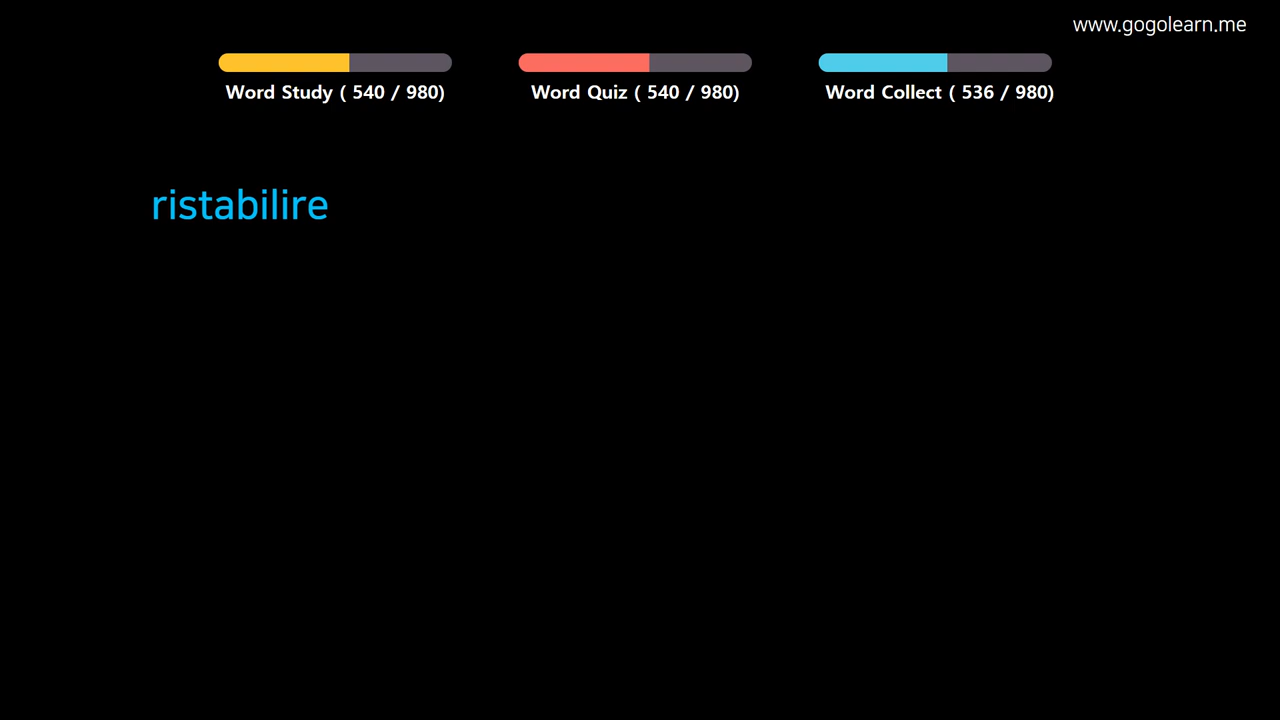 www.gogolearn.me
Word Study ( 540 / 980)
Word Quiz ( 540 / 980)
Word Collect ( 536 / 980)
ristabilire